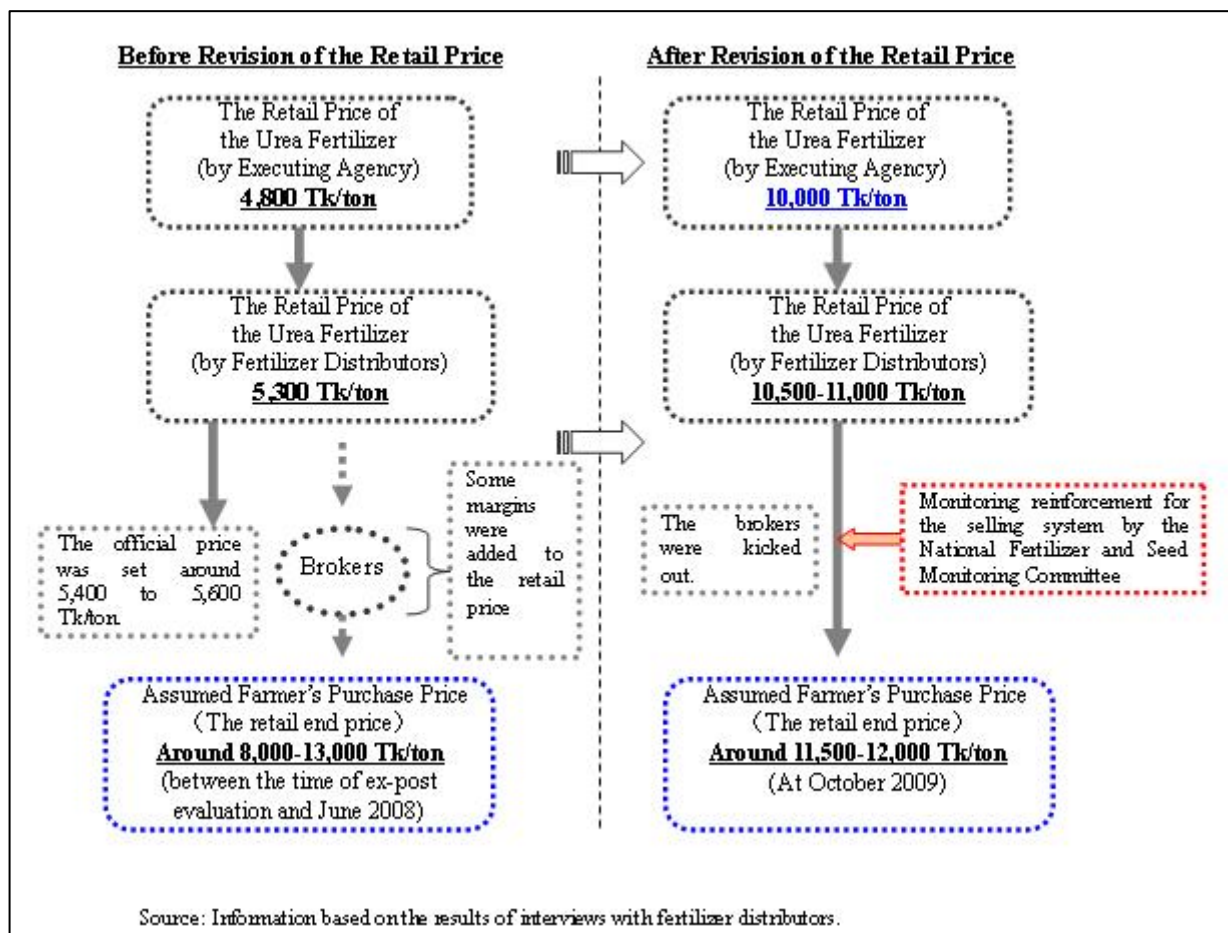 Before Revision of the Retail Price
The Retail Price of
the Urea Fertilizer
(by Executing Agency)
4,800 Tk/ton
The Retail Price of
the Urea Fertilizer
(by Fertilizer Distributors)
5,300 Tk/ton
The official price
was set around
5,400 to 5,600
Tk/ton.
Brokers
Some
margins
were
added to
the retail
price
Assumed Farmer's Purchase Price
(The retail end price)
Around 8,000-13,000 Tk/ton
(between the time of ex-post
evaluation and June 2008)
After Revision of the Retail Price
The Retail Price of
the Urea Fertilizer
(by Executing Agency)
10,000 Tk/ton
The Retail Price of
the Urea Fertilizer
(by Fertilizer Distributors)
10,500-11,000 Tk/ton
The brokers
were kicked
out.
Monitoring reinforcement for
the selling system by the
National Fertilizer and Seed
Monitoring Committee
Assumed Farmer's Purchase Price
(The retail end price)
Around 11,500-12,000 Tk/ton
(At October 2009)
Source: Information based on the results of interviews with fertilizer distributors.